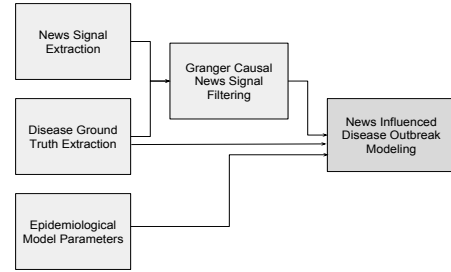 News Signal
Extraction
Granger Causal
News Signal
Filtering
Disease Ground
Truth Extraction
News Influenced
Disease Outbreak
Modeling
Epidemiological
Model Parameters